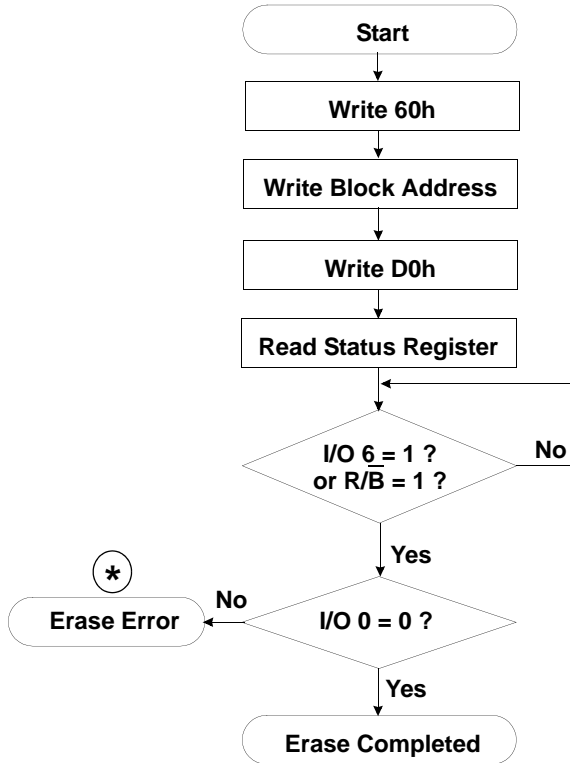 Start
Write 60h
Write Block Address
Write D0h
Read Status Register
I/O 6 = 1 ?
or R/B̅ = 1 ?
No
Yes
*
No
Erase Error
I/O 0 = 0 ?
Yes
Erase Completed